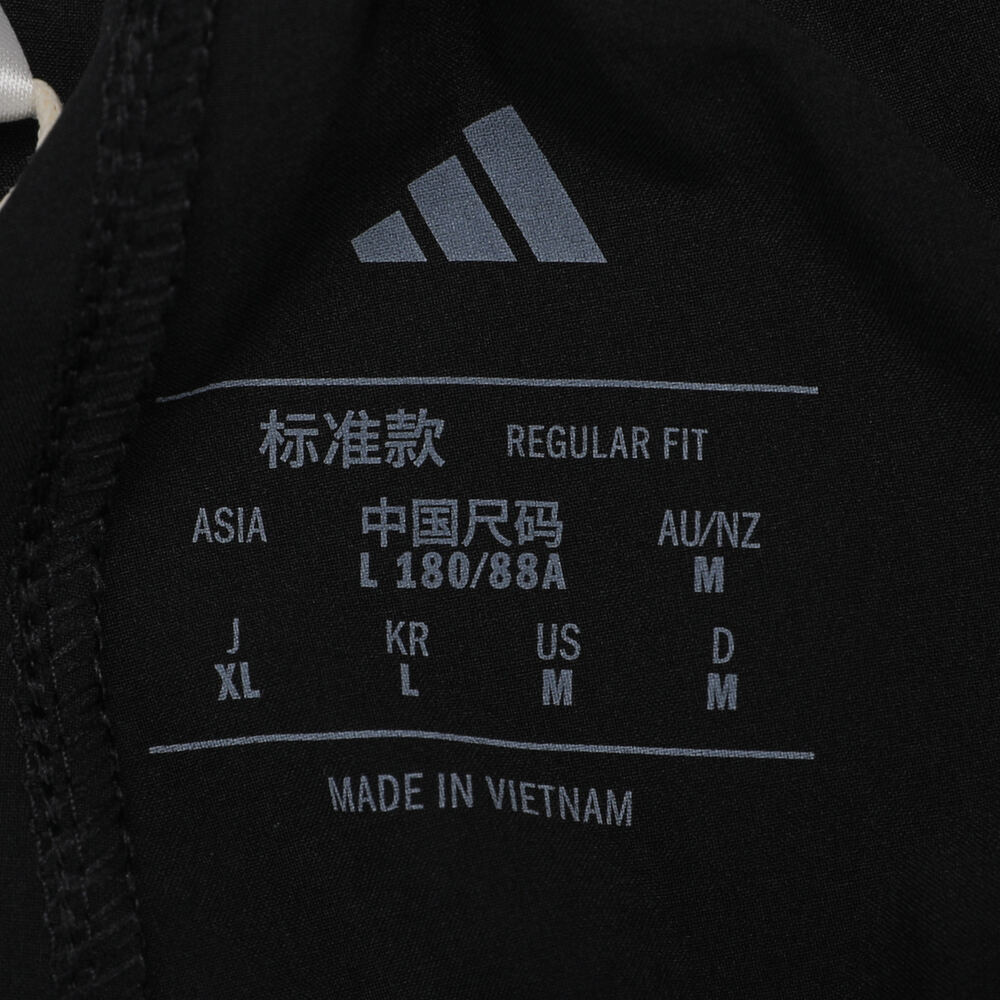 标准款 REGULAR FIT
ASIA 中国尺码 AU/NZ
L 180/88A M
J KR US D
XL L M M
MADE IN VIETNAM